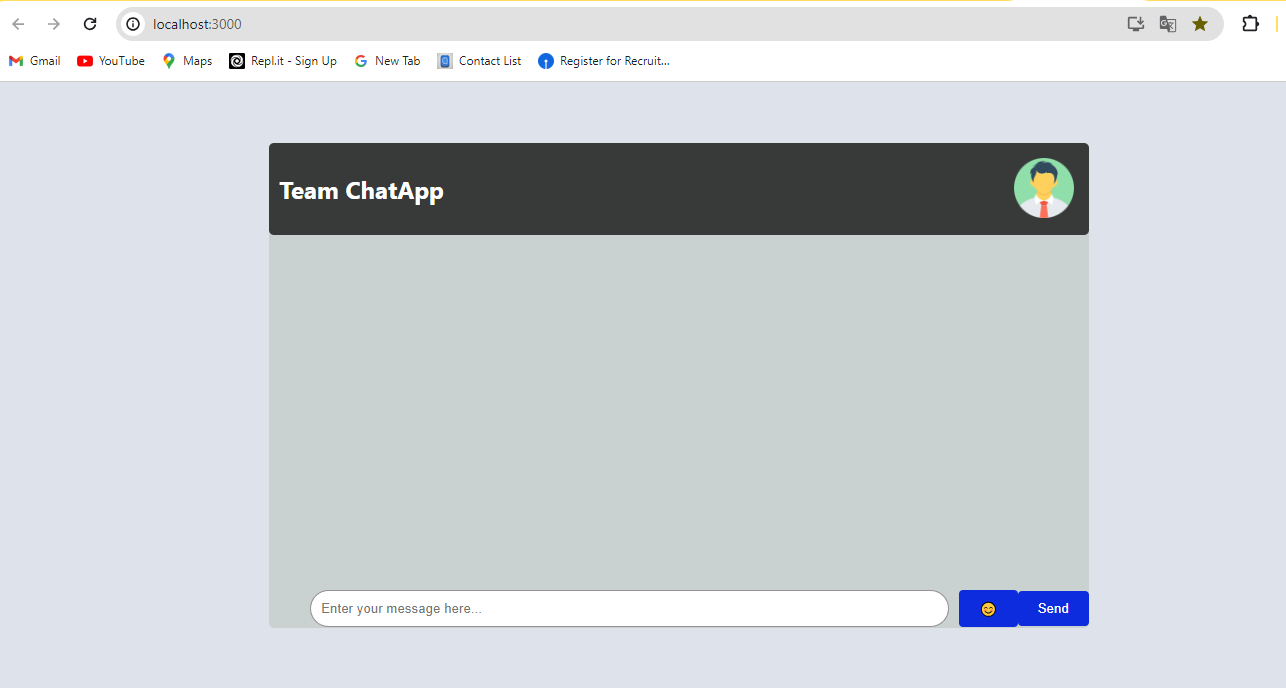 localhost:3000
Gmail YouTube Maps Repl.it - Sign Up New Tab Contact List Register for Recruit...
Team ChatApp
Enter your message here...
Send